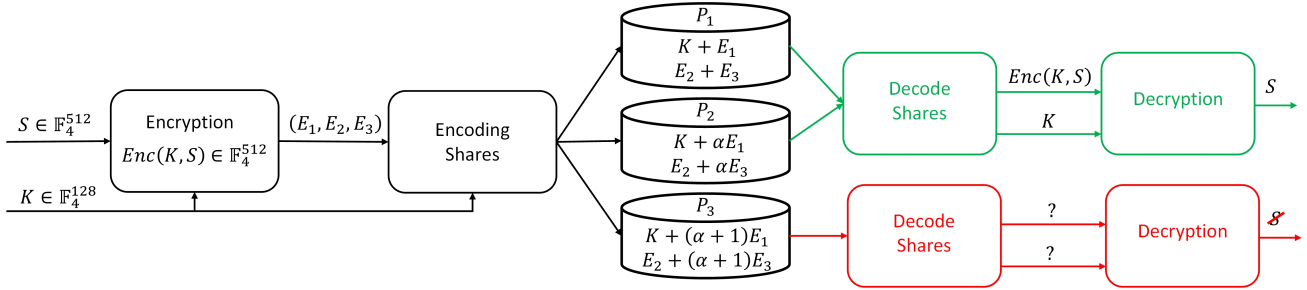 S ∈ 𝔽₄⁵¹²
K ∈ 𝔽₄¹²⁸
Encryption
Enc(K, S) ∈ 𝔽₄⁵¹²
(E₁, E₂, E₃)
Encoding
Shares
P₁
K + E₁
E₂ + E₃
P₂
K + αE₁
E₂ + αE₃
P₃
K + (α + 1)E₁
E₂ + (α + 1)E₃
Decode
Shares
Enc(K, S)
K
Decryption
S
Decode
Shares
?
?
Decryption
S